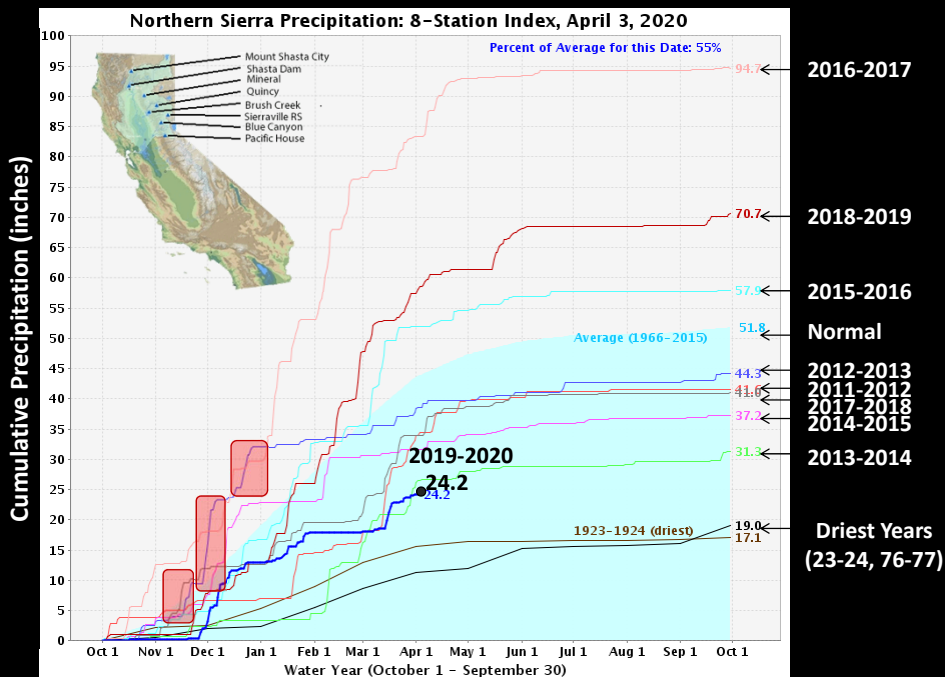 Northern Sierra Precipitation: 8-Station Index, April 3, 2020
Percent of Average for this Date: 55%
Cumulative Precipitation (inches)
100
95
90
85
80
75
70
65
60
55
50
45
40
35
30
25
20
15
10
5
0
Mount Shasta City
Shasta Dam
Mineral
Quincy
Brush Creek
Sierraville RS
Blue Canyon
Pacific House
94.7
2016-2017
70.7
2018-2019
57.9
2015-2016
51.8
Normal
Average (1966-2015)
44.3
2012-2013
41.6
2011-2012
41.0
2017-2018
37.2
2014-2015
31.3
2013-2014
2019-2020
24.2
24.2
1923-1924 (driest)
19.0
17.1
Driest Years
(23-24, 76-77)
Oct 1 Nov 1 Dec 1 Jan 1 Feb 1 Mar 1 Apr 1 May 1 Jun 1 Jul 1 Aug 1 Sep 1 Oct 1
Water Year (October 1 - September 30)